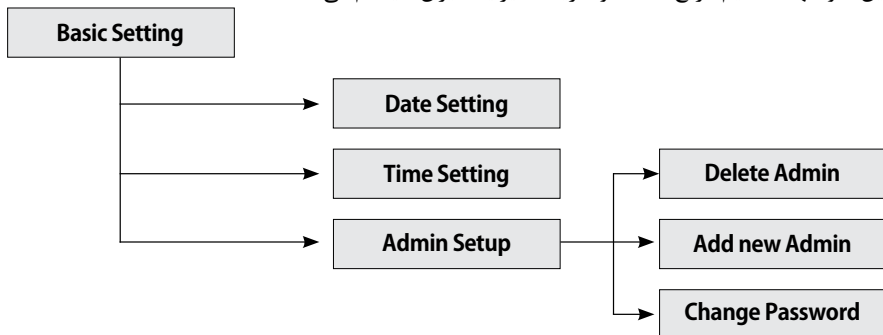 Basic Setting
Date Setting
Time Setting
Delete Admin
Admin Setup
Add new Admin
Change Password